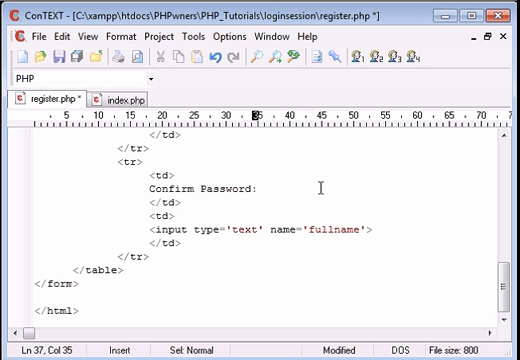 ConTEXT - [C:\xampp\htdocs\PHPwners\PHP_Tutorials\loginsession\register.php *]
File Edit View Format Project Tools Options Window Help
PHP
register.php * index.php
5 10 15 20 25 30 35 40 45 50 55 60 65 70
</td>
</tr>
<tr>
<td>
Confirm Password:
</td>
<td>
<input type='text' name='fullname'>
</td>
</tr>
</table>
</form>
</html>
Ln 37, Col 35 Insert Sel: Normal Modified DOS File size: 800